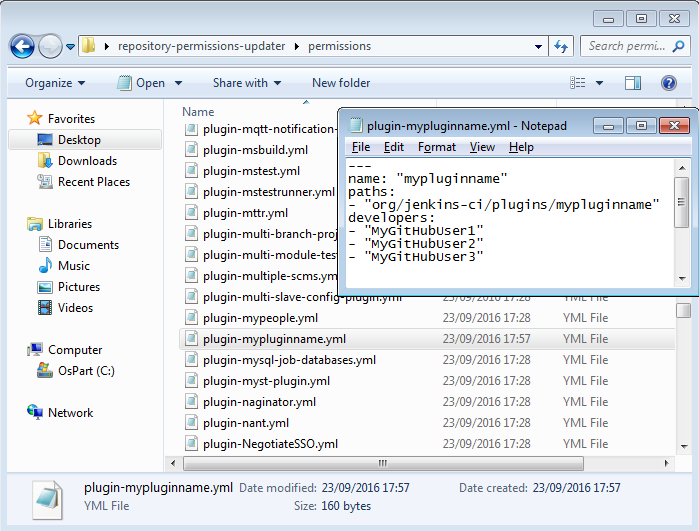 repository-permissions-updater
permissions
Search permi...
Organize
Open
Share with
New folder
Favorites
Desktop
Downloads
Recent Places
Libraries
Documents
Music
Pictures
Videos
Computer
OsPart (C:)
Network
Name
plugin-mqtt-notification-
plugin-msbuild.yml
plugin-mstest.yml
plugin-mstestrunner.yml
plugin-mttr.yml
plugin-multi-branch-proj
plugin-multi-module-test
plugin-multiple-scms.yml
plugin-multi-slave-config-plugin.yml 23/09/2016 17:28 YML File
plugin-mypeople.yml 23/09/2016 17:28 YML File
plugin-mypluginname.yml 23/09/2016 17:57 YML File
plugin-mysql-job-databases.yml 23/09/2016 17:28 YML File
plugin-myst-plugin.yml 23/09/2016 17:28 YML File
plugin-naginator.yml 23/09/2016 17:28 YML File
plugin-nant.yml 23/09/2016 17:28 YML File
plugin-NegotiateSSO.yml 23/09/2016 17:28 YML File
plugin-mypluginname.yml - Notepad
File Edit Format View Help
---
name: "mypluginname"
paths:
- "org/jenkins-ci/plugins/mypluginname"
developers:
- "MyGitHubUser1"
- "MyGitHubUser2"
- "MyGitHubUser3"
plugin-mypluginname.yml Date modified: 23/09/2016 17:57 Date created: 23/09/2016 17:57
YML File Size: 160 bytes